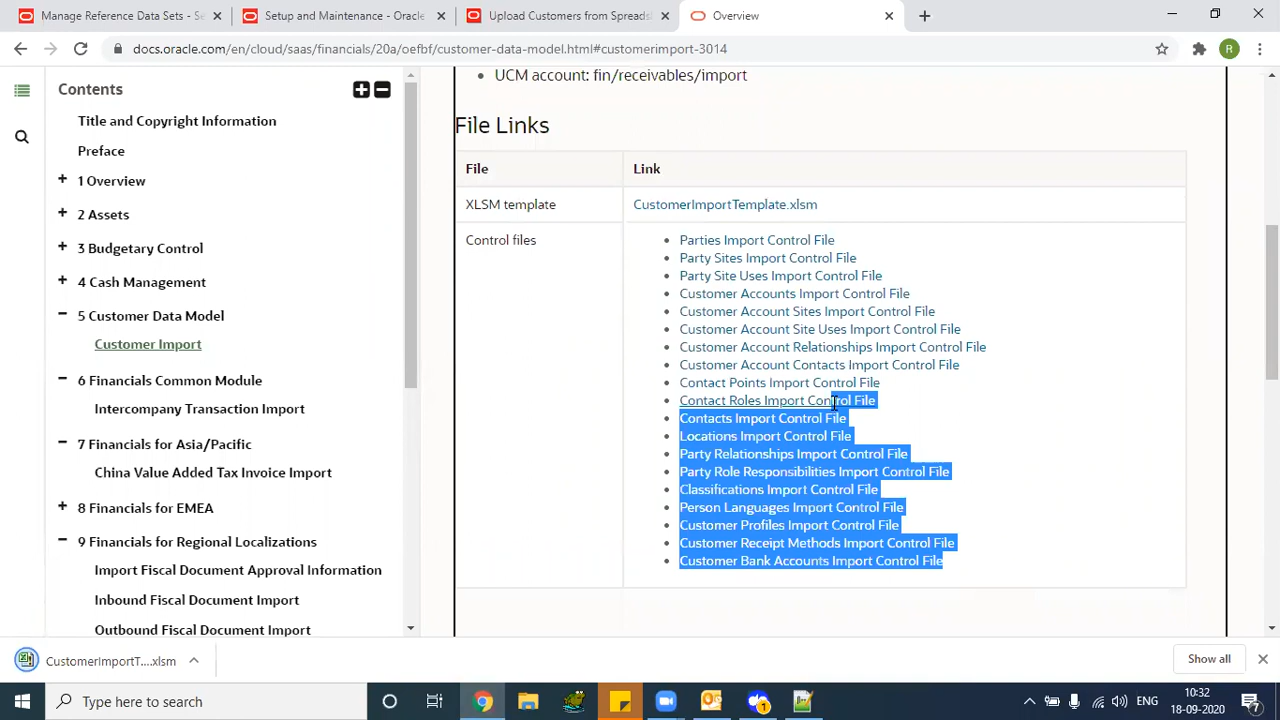 Manage Reference Data Sets - Se
Setup and Maintenance - Oracle
Upload Customers from Spreads
Overview
docs.oracle.com/en/cloud/saas/financials/20a/oefbf/customer-data-model.html#customerimport-3014
R
Contents
Title and Copyright Information
Preface
1 Overview
2 Assets
3 Budgetary Control
4 Cash Management
5 Customer Data Model
Customer Import
6 Financials Common Module
Intercompany Transaction Import
7 Financials for Asia/Pacific
China Value Added Tax Invoice Import
8 Financials for EMEA
9 Financials for Regional Localizations
Import Fiscal Document Approval Information
Inbound Fiscal Document Import
Outbound Fiscal Document Import
• UCM account: fin/receivables/import
File Links
File Link
XLSM template CustomerImportTemplate.xlsm
Control files
• Parties Import Control File
• Party Sites Import Control File
• Party Site Uses Import Control File
• Customer Accounts Import Control File
• Customer Account Sites Import Control File
• Customer Account Site Uses Import Control File
• Customer Account Relationships Import Control File
• Customer Account Contacts Import Control File
• Contact Points Import Control File
• Contact Roles Import Control File
• Contacts Import Control File
• Locations Import Control File
• Party Relationships Import Control File
• Party Role Responsibilities Import Control File
• Classifications Import Control File
• Person Languages Import Control File
• Customer Profiles Import Control File
• Customer Receipt Methods Import Control File
• Customer Bank Accounts Import Control File
CustomerImportT....xlsm
Show all
Type here to search
1
ENG
10:32
18-09-2020
7